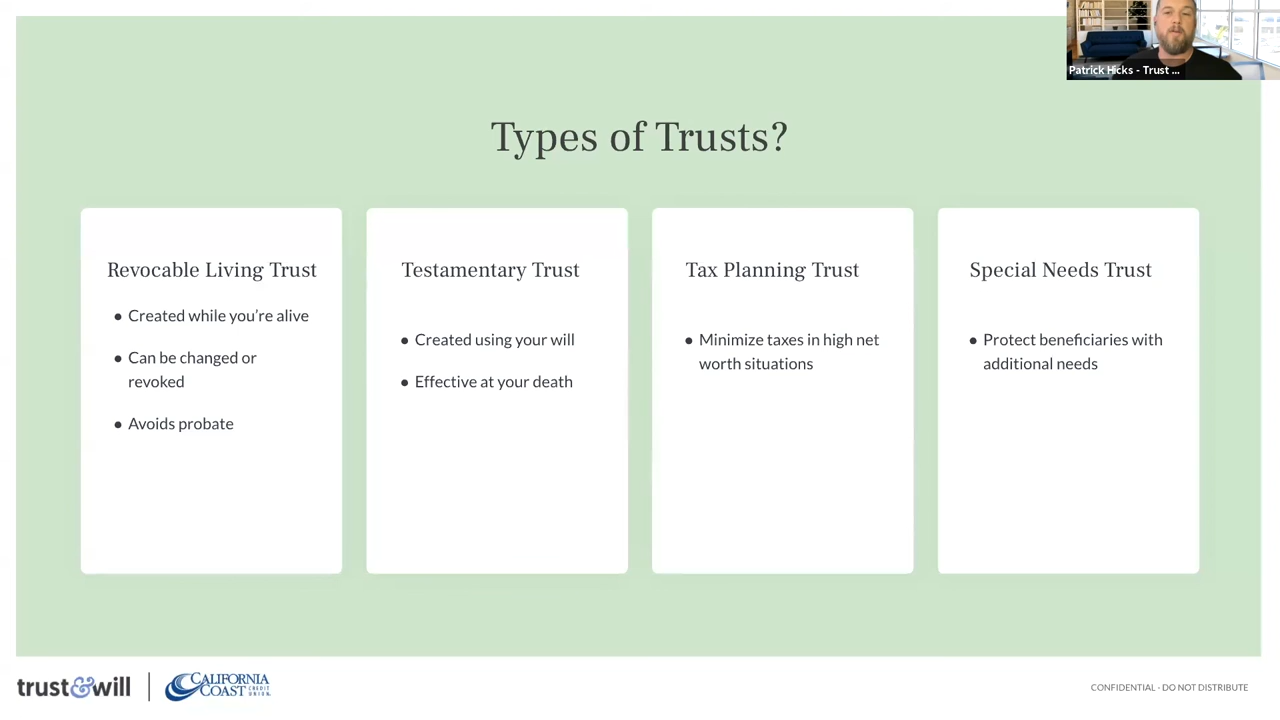 Patrick Hicks - Trust ...
Types of Trusts?
Revocable Living Trust
● Created while you're alive
● Can be changed or
revoked
● Avoids probate
Testamentary Trust
● Created using your will
● Effective at your death
Tax Planning Trust
● Minimize taxes in high net
worth situations
Special Needs Trust
● Protect beneficiaries with
additional needs
trust&will
CALIFORNIA
COAST CREDIT
UNION
CONFIDENTIAL - DO NOT DISTRIBUTE